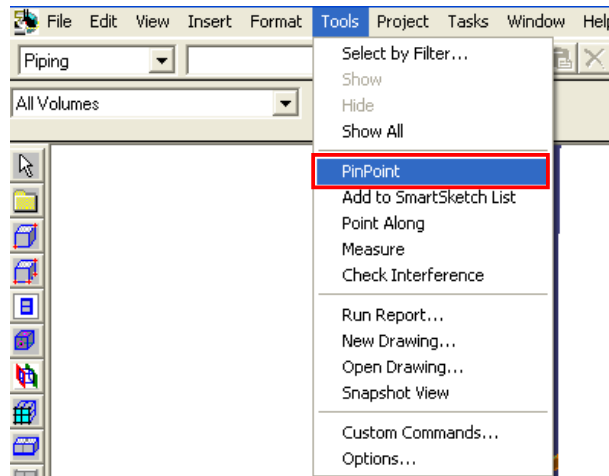 File Edit View Insert Format Tools Project Tasks Window Help
Piping
All Volumes
Select by Filter...
Show
Hide
Show All
PinPoint
Add to SmartSketch List
Point Along
Measure
Check Interference
Run Report...
New Drawing...
Open Drawing...
Snapshot View
Custom Commands...
Options...